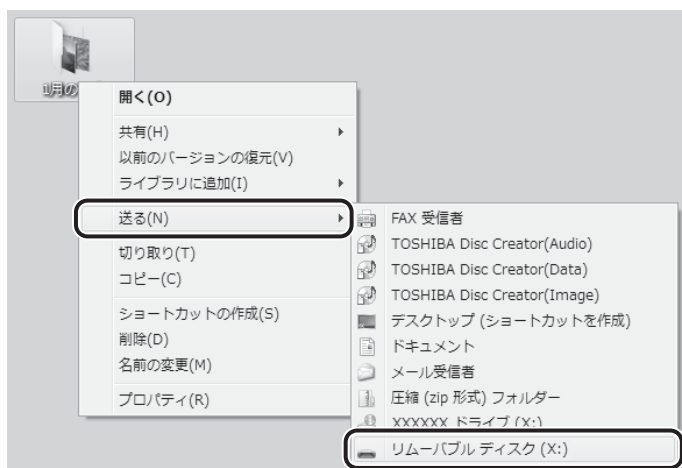 1月の
開く(O)
共有(H)
以前のバージョンの復元(V)
ライブラリに追加(I)
送る(N)
切り取り(T)
コピー(C)
ショートカットの作成(S)
削除(D)
名前の変更(M)
プロパティ(R)
FAX 受信者
TOSHIBA Disc Creator(Audio)
TOSHIBA Disc Creator(Data)
TOSHIBA Disc Creator(Image)
デスクトップ (ショートカットを作成)
ドキュメント
メール受信者
圧縮 (zip 形式) フォルダー
XXXXXX ドライブ (X:)
リムーバブル ディスク (X:)